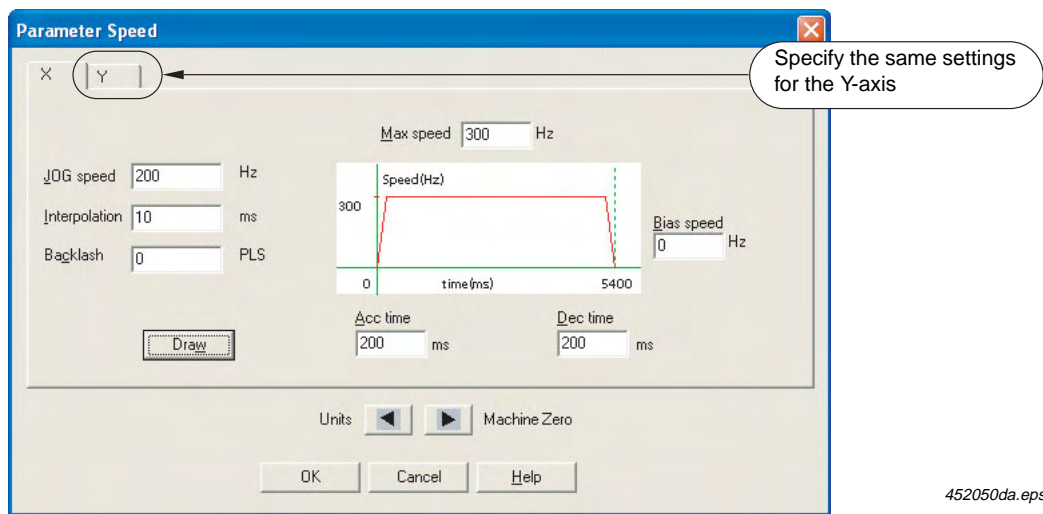 Parameter Speed
Specify the same settings
for the Y-axis
X Y
Max speed 300 Hz
JOG speed 200 Hz
Interpolation 10 ms
Backlash 0 PLS
Speed(Hz)
300
0 time(ms) 5400
Bias speed
0 Hz
Acc time
200 ms
Dec time
200 ms
Draw
Units Machine Zero
OK Cancel Help
452050da.eps